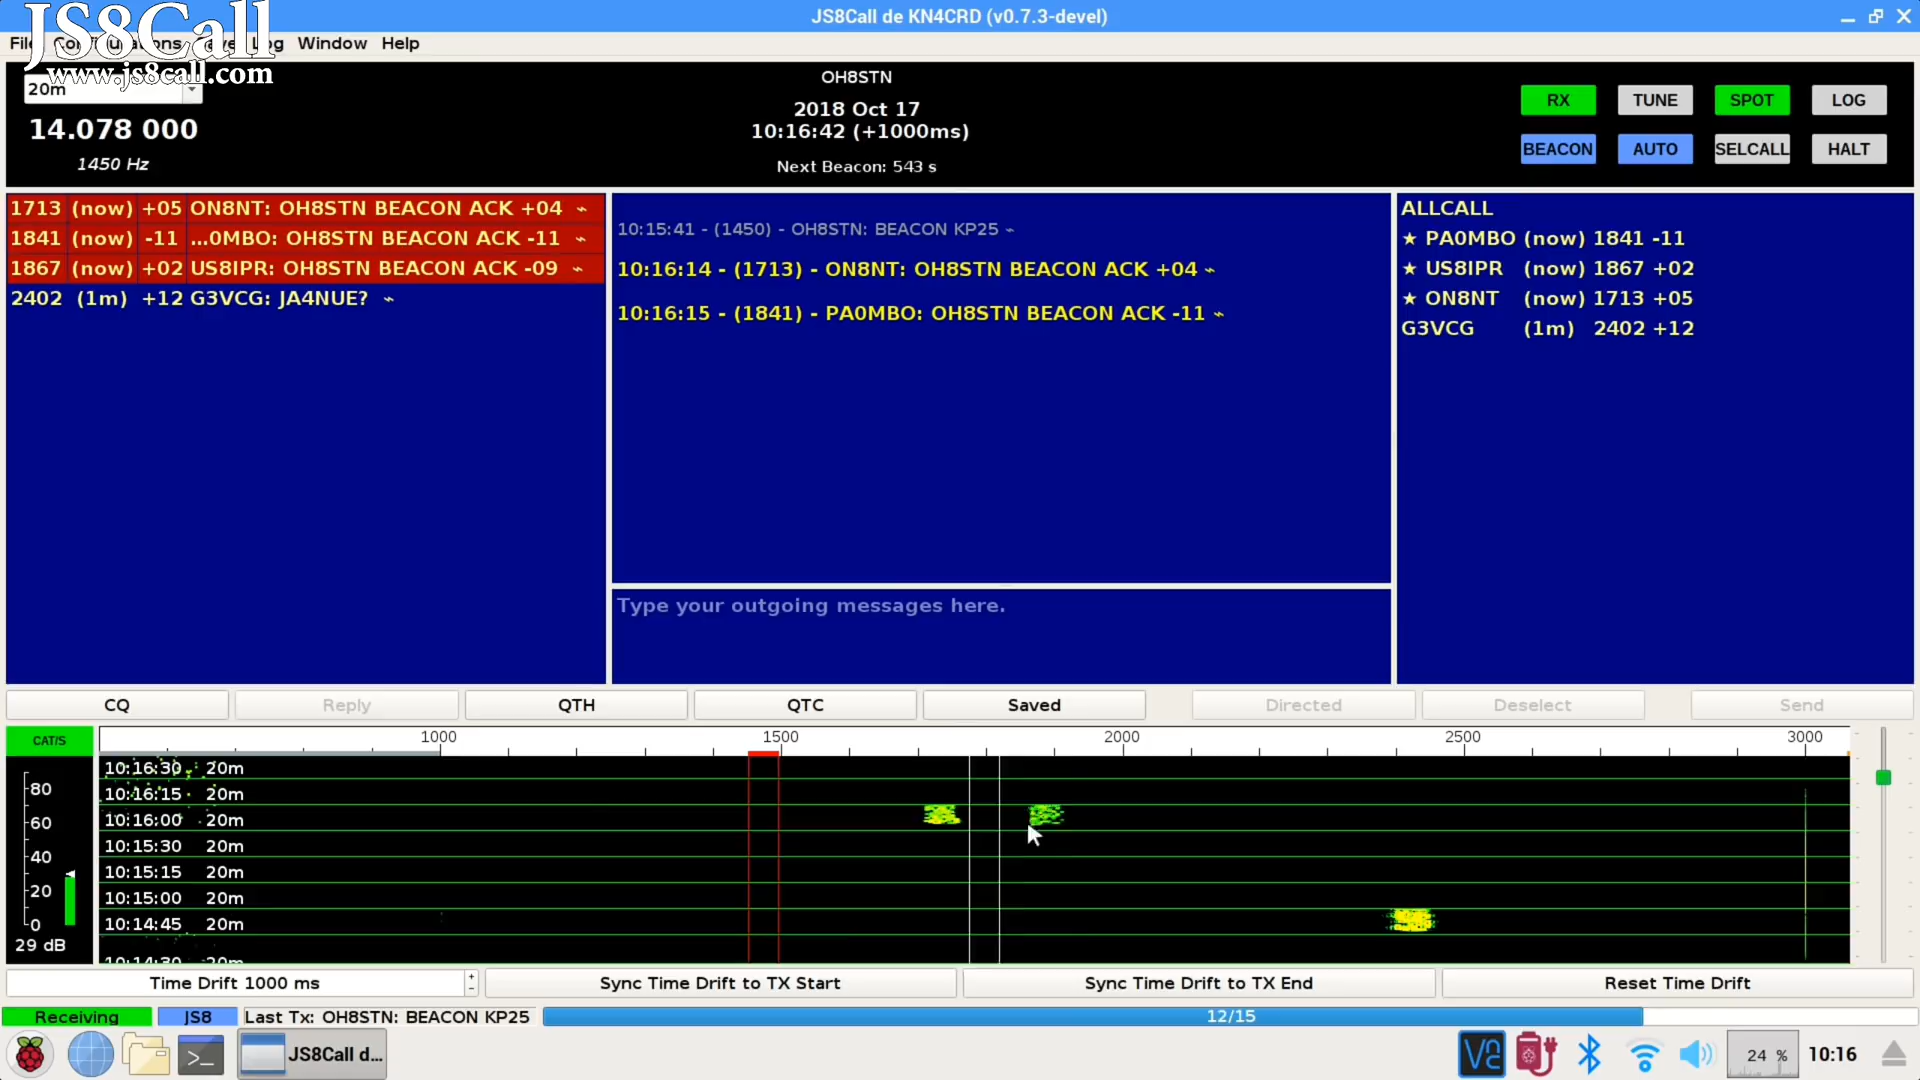 JS8Call de KN4CRD (v0.7.3-devel)
JS8Call
www.js8call.com
File Configurations Save Log Window Help
20m
14.078 000
1450 Hz
OH8STN
2018 Oct 17
10:16:42 (+1000ms)
Next Beacon: 543 s
RX TUNE SPOT LOG
BEACON AUTO SELCALL HALT
1713 (now) +05 ON8NT: OH8STN BEACON ACK +04 ⌁
1841 (now) -11 ...0MBO: OH8STN BEACON ACK -11 ⌁
1867 (now) +02 US8IPR: OH8STN BEACON ACK -09 ⌁
2402 (1m) +12 G3VCG: JA4NUE? ⌁
10:15:41 - (1450) - OH8STN: BEACON KP25 ⌁
10:16:14 - (1713) - ON8NT: OH8STN BEACON ACK +04 ⌁
10:16:15 - (1841) - PA0MBO: OH8STN BEACON ACK -11 ⌁
Type your outgoing messages here.
ALLCALL
★ PA0MBO (now) 1841 -11
★ US8IPR (now) 1867 +02
★ ON8NT (now) 1713 +05
G3VCG (1m) 2402 +12
CQ Reply QTH QTC Saved Directed Deselect Send
CAT/S
80
60
40
20
0
29 dB
1000 1500 2000 2500 3000
10:16:30 20m
10:16:15 20m
10:16:00 20m
10:15:30 20m
10:15:15 20m
10:15:00 20m
10:14:45 20m
10:14:30 20m
Time Drift 1000 ms Sync Time Drift to TX Start Sync Time Drift to TX End Reset Time Drift
Receiving JS8 Last Tx: OH8STN: BEACON KP25 12/15
>_ JS8Call d... 24 % 10:16